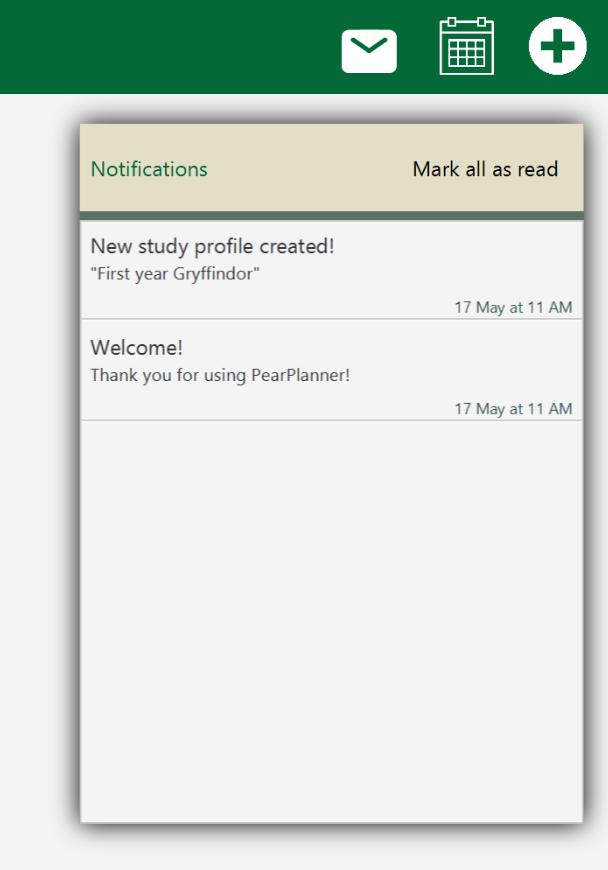 Notifications Mark all as read
New study profile created!
"First year Gryffindor"
17 May at 11 AM
Welcome!
Thank you for using PearPlanner!
17 May at 11 AM